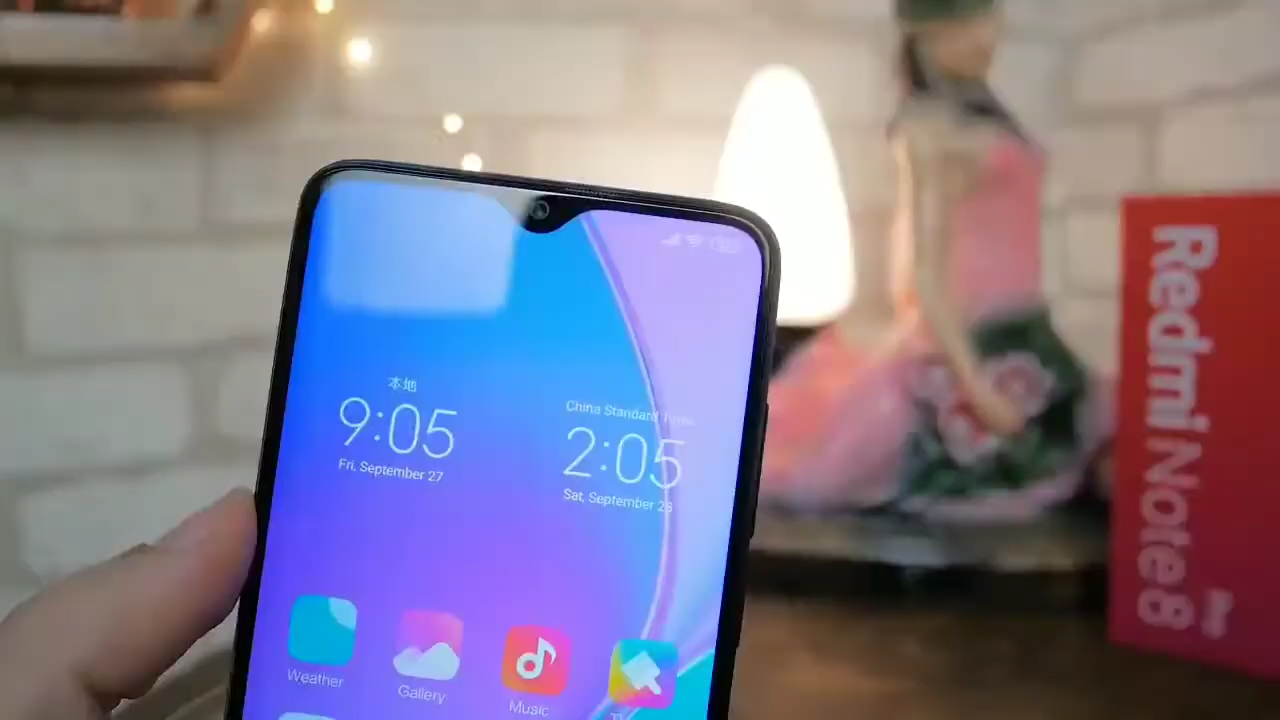 本地
9:05
Fri, September 27
China Standard Time
2:05
Sat, September 28
Weather
Gallery
Music
Redmi Note 8
Pro